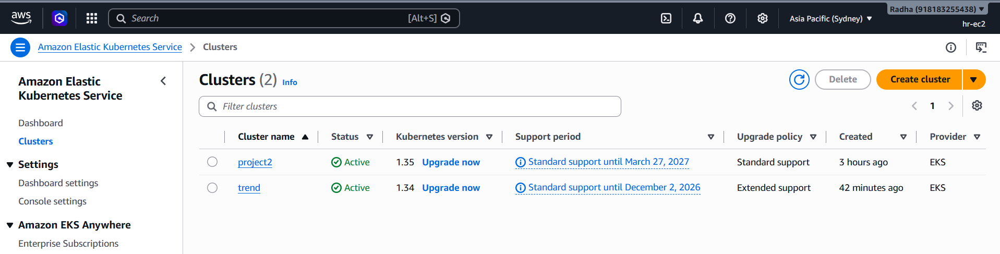 aws
Search [Alt+S]
Asia Pacific (Sydney)
Radha (918183255438)
hr-ec2
Amazon Elastic Kubernetes Service > Clusters
Amazon Elastic
Kubernetes Service
Dashboard
Clusters
Settings
Dashboard settings
Console settings
Amazon EKS Anywhere
Enterprise Subscriptions
Clusters (2) Info
Delete
Create cluster
Filter clusters
1
Cluster name Status Kubernetes version Support period Upgrade policy Created Provider
project2 Active 1.35 Upgrade now Standard support until March 27, 2027 Standard support 3 hours ago EKS
trend Active 1.34 Upgrade now Standard support until December 2, 2026 Extended support 42 minutes ago EKS